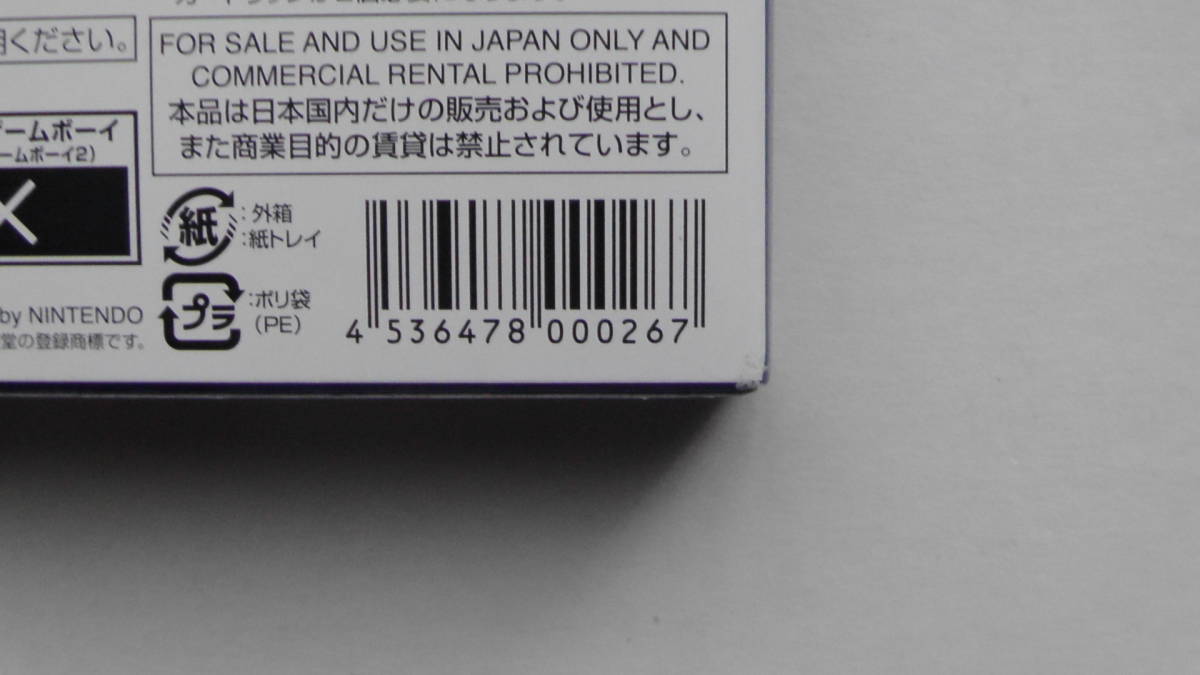 用ください。
FOR SALE AND USE IN JAPAN ONLY AND
COMMERCIAL RENTAL PROHIBITED.
本品は日本国内だけの販売および使用とし、
また商業目的の賃貸は禁止されています。
ゲームボーイ
ームボーイ2)
紙
:外箱
:紙トレイ
プラ
:ポリ袋
(PE)
by NINTENDO
堂の登録商標です。
4 536478 000267